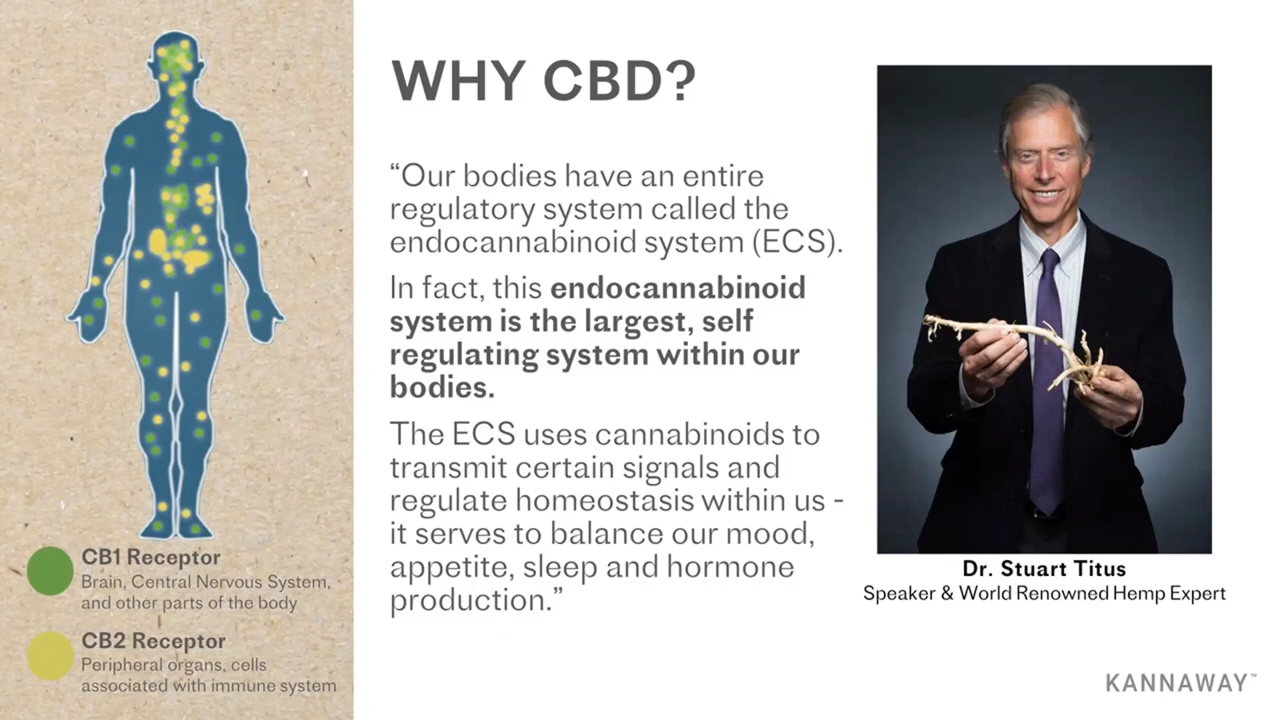 WHY CBD?
“Our bodies have an entire
regulatory system called the
endocannabinoid system (ECS).
In fact, this endocannabinoid
system is the largest, self
regulating system within our
bodies.
The ECS uses cannabinoids to
transmit certain signals and
regulate homeostasis within us -
it serves to balance our mood,
appetite, sleep and hormone
production.”
CB1 Receptor
Brain, Central Nervous System,
and other parts of the body
CB2 Receptor
Peripheral organs, cells
associated with immune system
Dr. Stuart Titus
Speaker & World Renowned Hemp Expert
KANNAWAY™